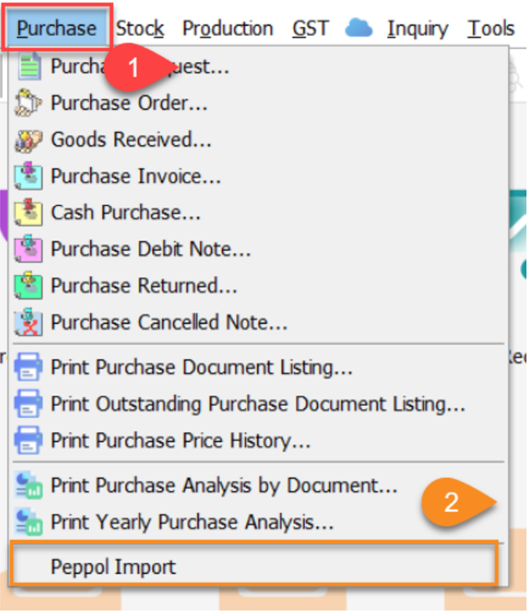 Purchase Stock Production GST Inquiry Tools
1
Purcha uest...
Purchase Order...
Goods Received...
Purchase Invoice...
Cash Purchase...
Purchase Debit Note...
Purchase Returned...
Purchase Cancelled Note...
Print Purchase Document Listing...
Print Outstanding Purchase Document Listing...
Print Purchase Price History...
Print Purchase Analysis by Document...
2
Print Yearly Purchase Analysis...
Peppol Import